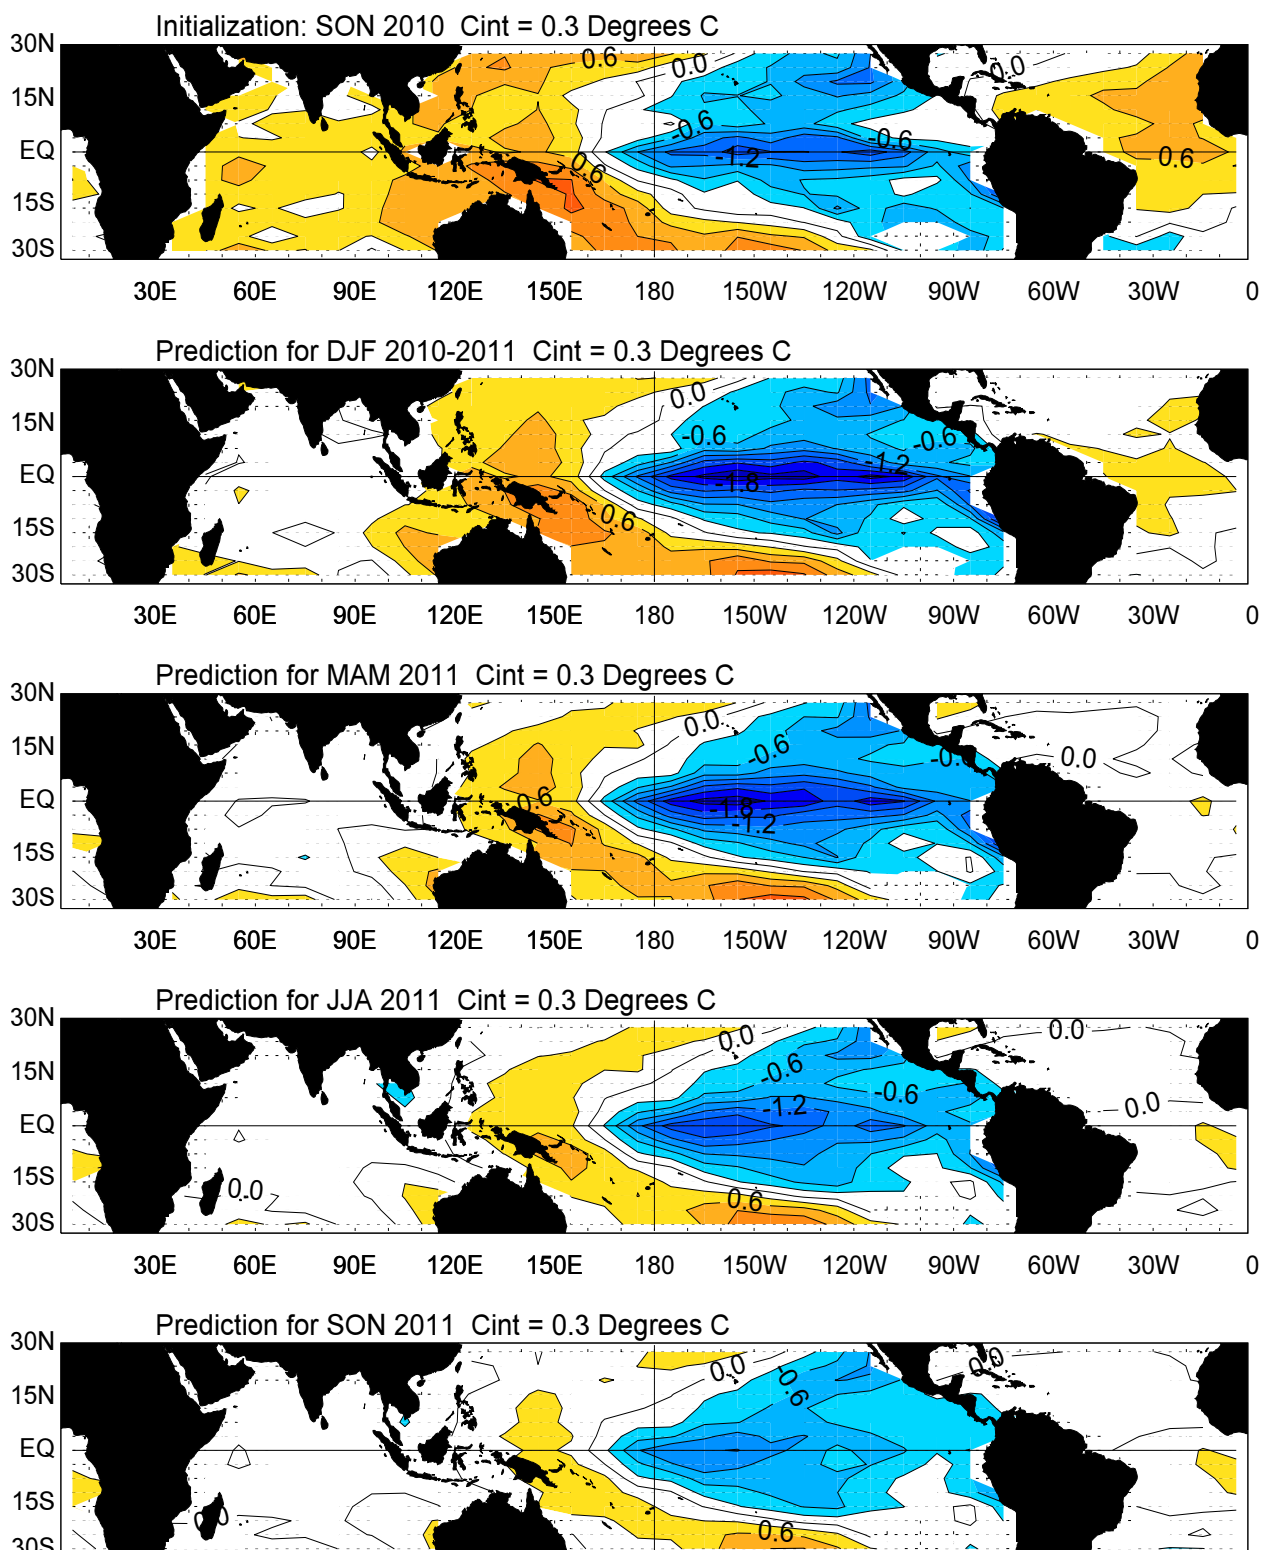 Initialization: SON 2010  Cint = 0.3 Degrees C
30N
15N
EQ
15S
30S
0.6
0.0
0.0
-0.6
-0.6
-1.2
0.6
0.6
30E 60E 90E 120E 150E 180 150W 120W 90W 60W 30W 0
Prediction for DJF 2010-2011  Cint = 0.3 Degrees C
30N
15N
EQ
15S
30S
0.0
-0.6
-0.6
-1.2
-1.8
0.6
30E 60E 90E 120E 150E 180 150W 120W 90W 60W 30W 0
Prediction for MAM 2011  Cint = 0.3 Degrees C
30N
15N
EQ
15S
30S
0.0
-0.6
0.0
0.6
-1.8
-1.2
30E 60E 90E 120E 150E 180 150W 120W 90W 60W 30W 0
Prediction for JJA 2011  Cint = 0.3 Degrees C
30N
15N
EQ
15S
30S
0.0
0.0
-0.6
-0.6
-1.2
0.0
0.0
0.6
30E 60E 90E 120E 150E 180 150W 120W 90W 60W 30W 0
Prediction for SON 2011  Cint = 0.3 Degrees C
30N
15N
EQ
15S
30S
0.0
-0.6
0.0
0.0
0.6